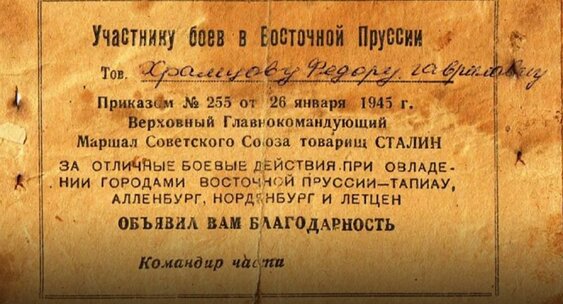 Участнику боев в Восточной Пруссии
Тов. Храмцову Федору Гавриловичу
Приказом № 255 от 26 января 1945 г.
Верховный Главнокомандующий
Маршал Советского Союза товарищ СТАЛИН
ЗА ОТЛИЧНЫЕ БОЕВЫЕ ДЕЙСТВИЯ ПРИ ОВЛАДЕ-
НИИ ГОРОДАМИ ВОСТОЧНОЙ ПРУССИИ—ТАПИАУ,
АЛЛЕНБУРГ, НОРДЕНБУРГ И ЛЕТЦЕН
ОБЪЯВИЛ ВАМ БЛАГОДАРНОСТЬ
Командир части